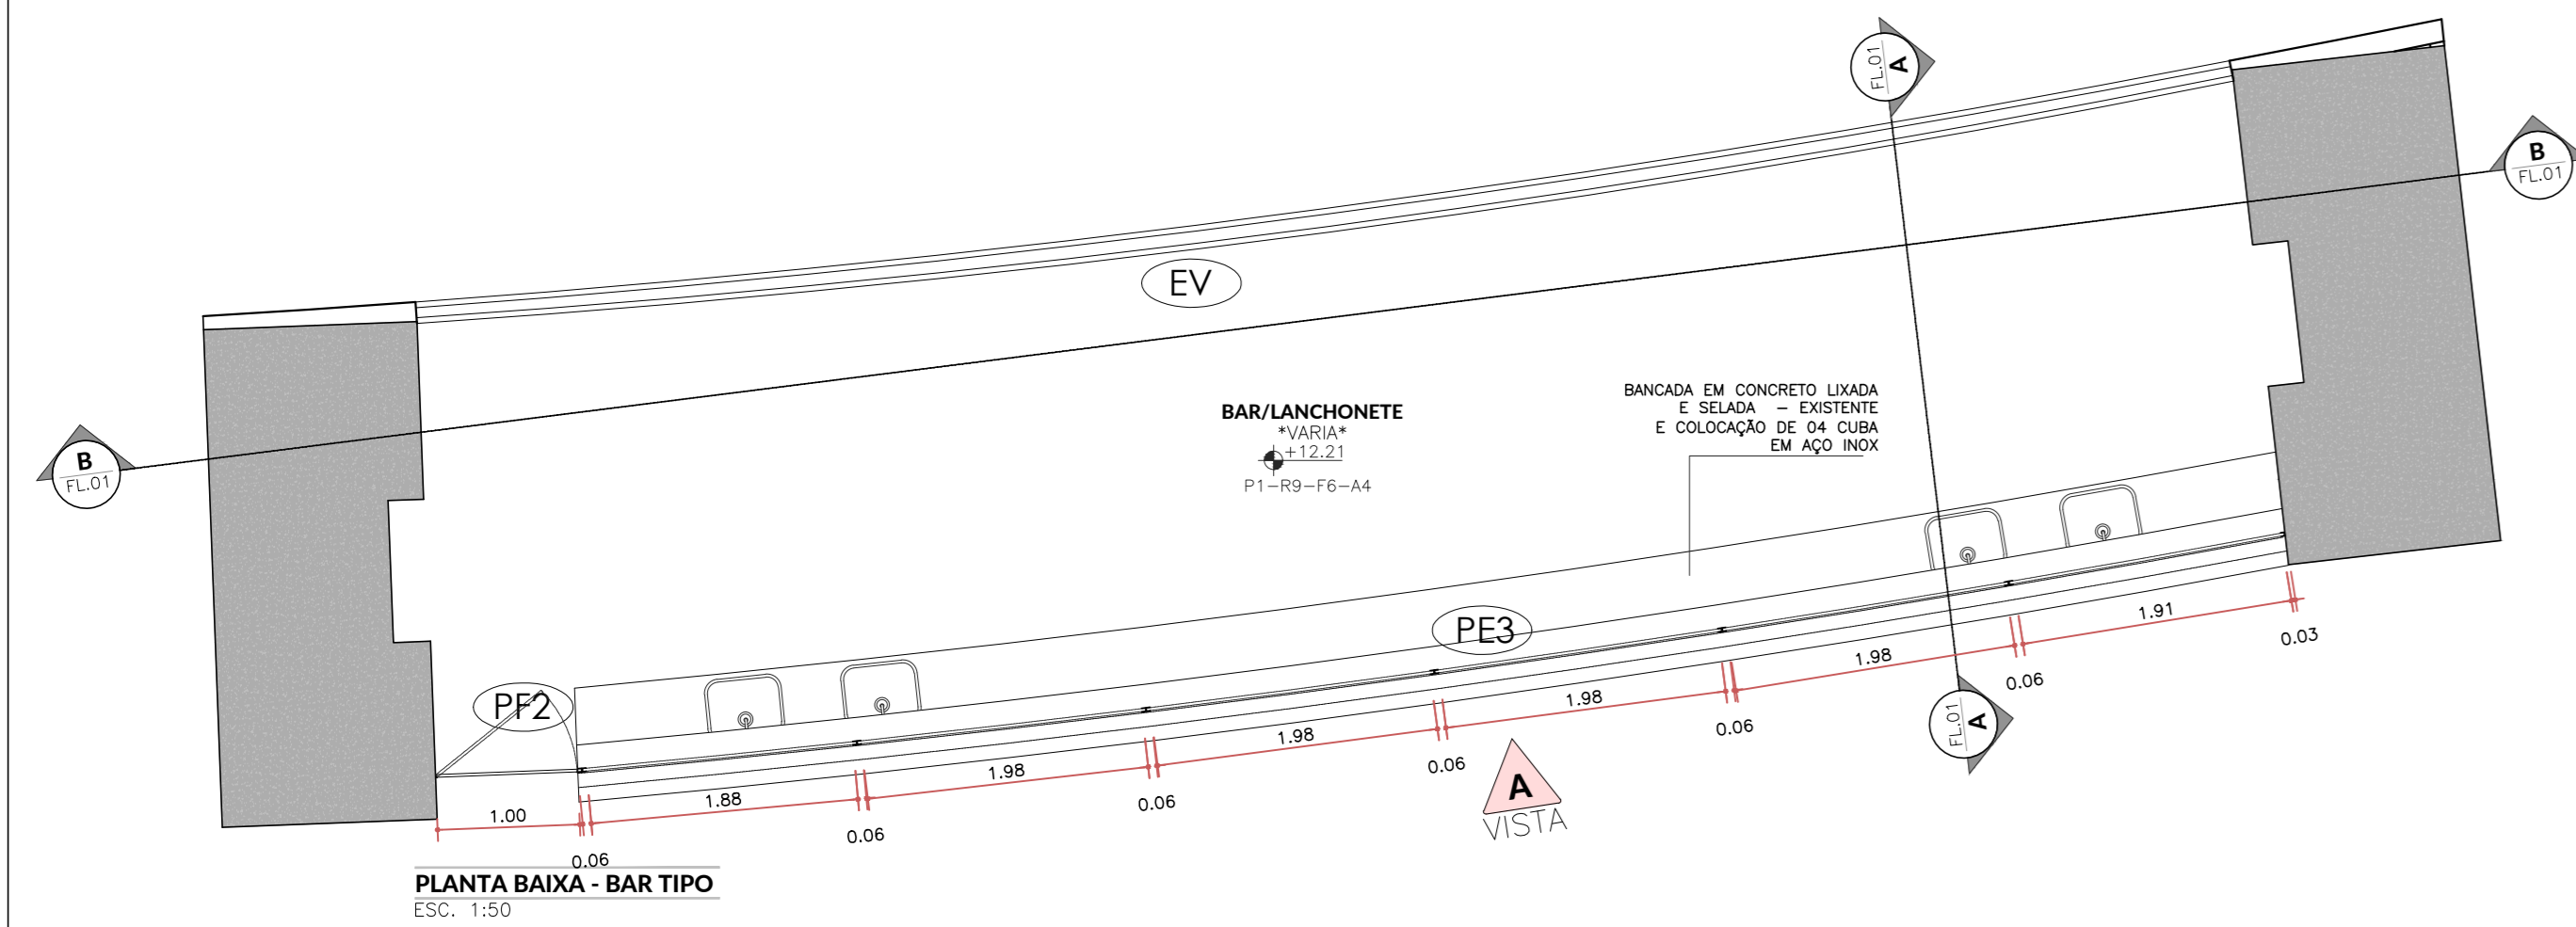 A
FL.01
B
FL.01
EV
BAR/LANCHONETE
*VARIA*
+12.21
P1-R9-F6-A4
BANCADA EM CONCRETO LIXADA
E SELADA - EXISTENTE
E COLOCAÇÃO DE 04 CUBA
EM AÇO INOX
B
FL.01
PE3
PF2
1.00
0.06
1.88
0.06
1.98
0.06
1.98
0.06
1.98
0.06
1.98
0.06
1.91
0.03
A
FL.01
A
VISTA
PLANTA BAIXA - BAR TIPO
ESC. 1:50